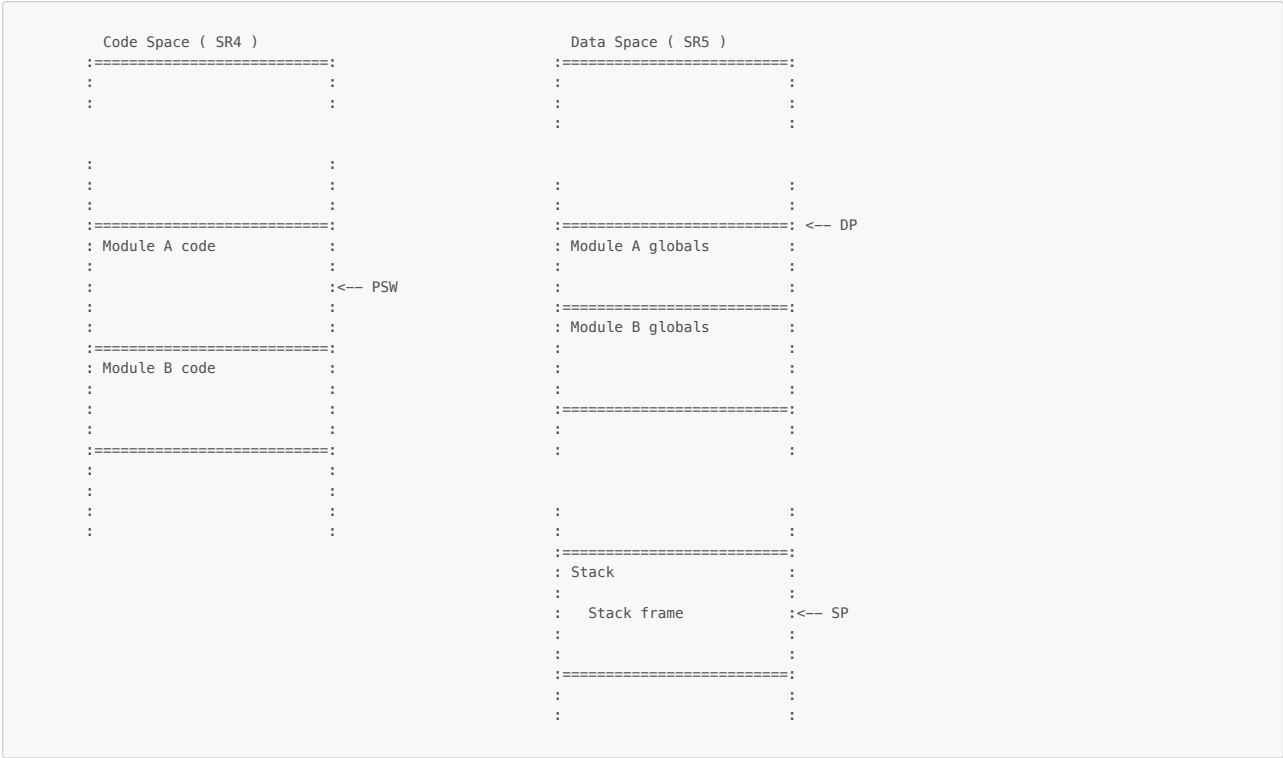 Code Space ( SR4 ) Data Space ( SR5 )
:===========================: :==========================:
: : : :
: : : :
: :
: :
: : : :
: : : :
:===========================: :==========================: <-- DP
: Module A code : : Module A globals :
: : : :
: :<-- PSW : :
: : :==========================:
: : : Module B globals :
:===========================: : :
: Module B code : : :
: : : :
: : :==========================:
: : : :
:===========================: : :
: :
: :
: : : :
: : : :
:==========================:
: Stack :
: :
: Stack frame :<-- SP
: :
: :
:==========================:
: :
: :